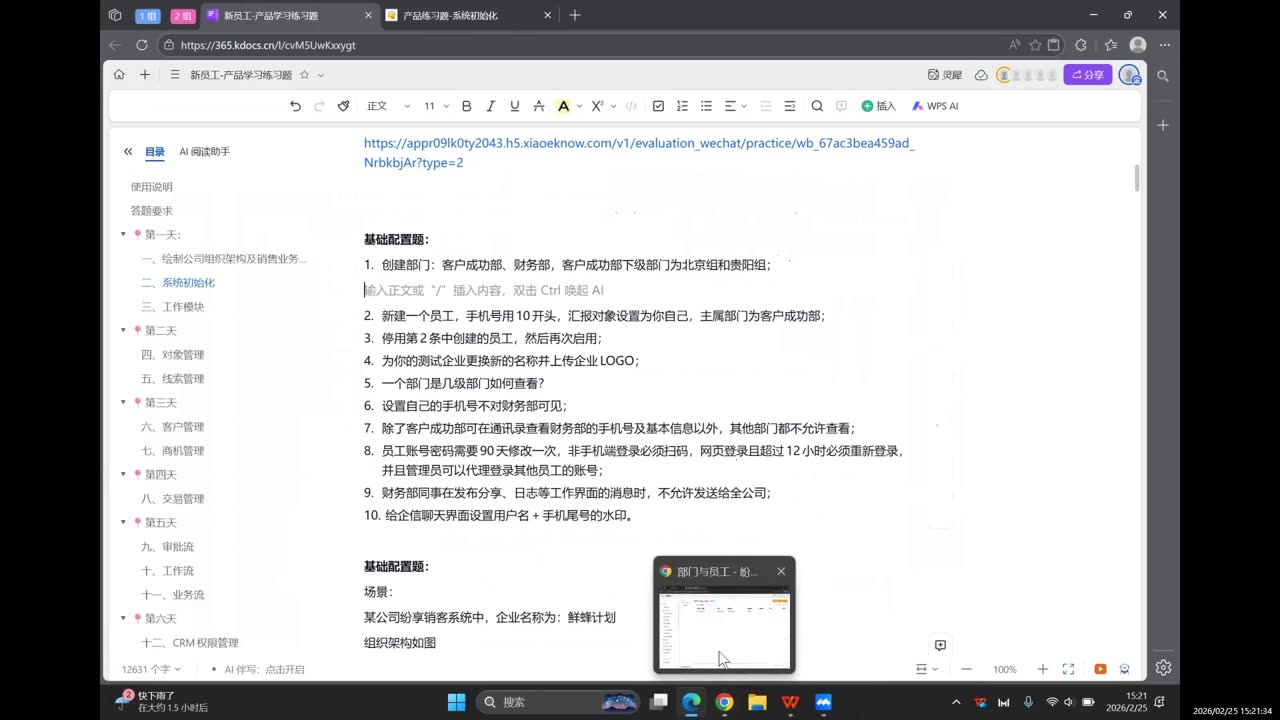 1 组
2 组
新员工-产品学习练习题
产品练习题-系统初始化
https://365.kdocs.cn/l/cvM5UwKxxygt
新员工-产品学习练习题
灵犀
分享
正文
11
插入
WPS AI
目录
AI 阅读助手
使用说明
答题要求
第一天：
一、绘制公司组织架构及销售业务...
二、系统初始化
三、工作模块
第二天
四、对象管理
五、线索管理
第三天
六、客户管理
七、商机管理
第四天
八、交易管理
第五天
九、审批流
十、工作流
十一、业务流
第六天
十二、CRM 权限管理
https://appr09lk0ty2043.h5.xiaoeknow.com/v1/evaluation_wechat/practice/wb_67ac3bea459ad_
NrbkbjAr?type=2
基础配置题：
1. 创建部门：客户成功部、财务部，客户成功部下级部门为北京组和贵阳组；
输入正文或“/”插入内容，双击 Ctrl 唤起 AI
2. 新建一个员工，手机号用 10 开头，汇报对象设置为你自己，主属部门为客户成功部；
3. 停用第 2 条中创建的员工，然后再次启用；
4. 为你的测试企业更换新的名称并上传企业 LOGO；
5. 一个部门是几级部门如何查看？
6. 设置自己的手机号不对财务部可见；
7. 除了客户成功部可在通讯录查看财务部的手机号及基本信息以外，其他部门都不允许查看；
8. 员工账号密码需要 90 天修改一次，非手机端登录必须扫码，网页登录且超过 12 小时必须重新登录，
并且管理员可以代理登录其他员工的账号；
9. 财务部同事在发布分享、日志等工作界面的消息时，不允许发送给全公司；
10. 给企信聊天界面设置用户名 + 手机尾号的水印。
基础配置题：
场景：
某公司纷享销客系统中，企业名称为：鲜蜂计划
组织架构如图
部门与员工 - 纷...
12631 个字
AI 伴写：点击开启
100%
2
快下雨了
在大约 1.5 小时后
搜索
15:21
2026/2/25
2026/02/25 15:21:34